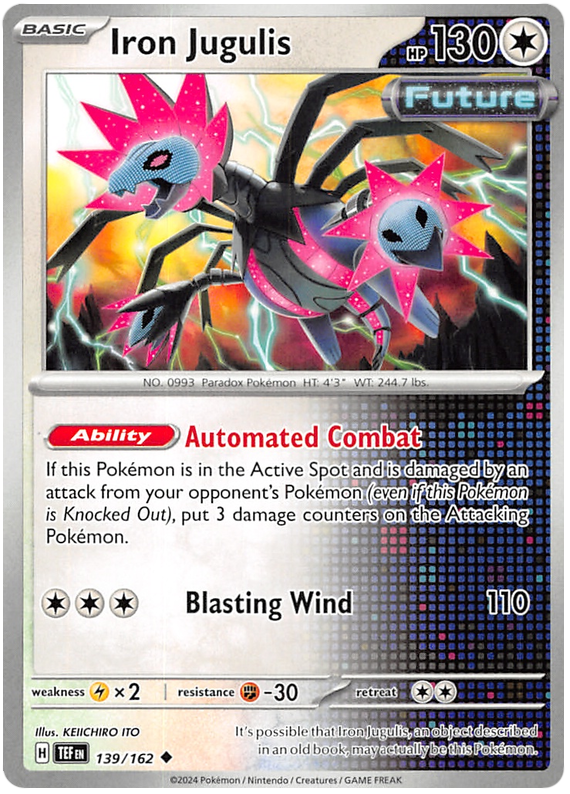 BASIC
Iron Jugulis
HP 130
Future
NO. 0993 Paradox Pokémon HT: 4'3" WT: 244.7 lbs.
Ability Automated Combat
If this Pokémon is in the Active Spot and is damaged by an
attack from your opponent's Pokémon (even if this Pokémon
is Knocked Out), put 3 damage counters on the Attacking
Pokémon.
Blasting Wind 110
weakness ×2 resistance -30 retreat
Illus. KEIICHIRO ITO
It's possible that Iron Jugulis, an object described
in an old book, may actually be this Pokémon.
H TEF EN 139/162
©2024 Pokémon / Nintendo / Creatures / GAME FREAK